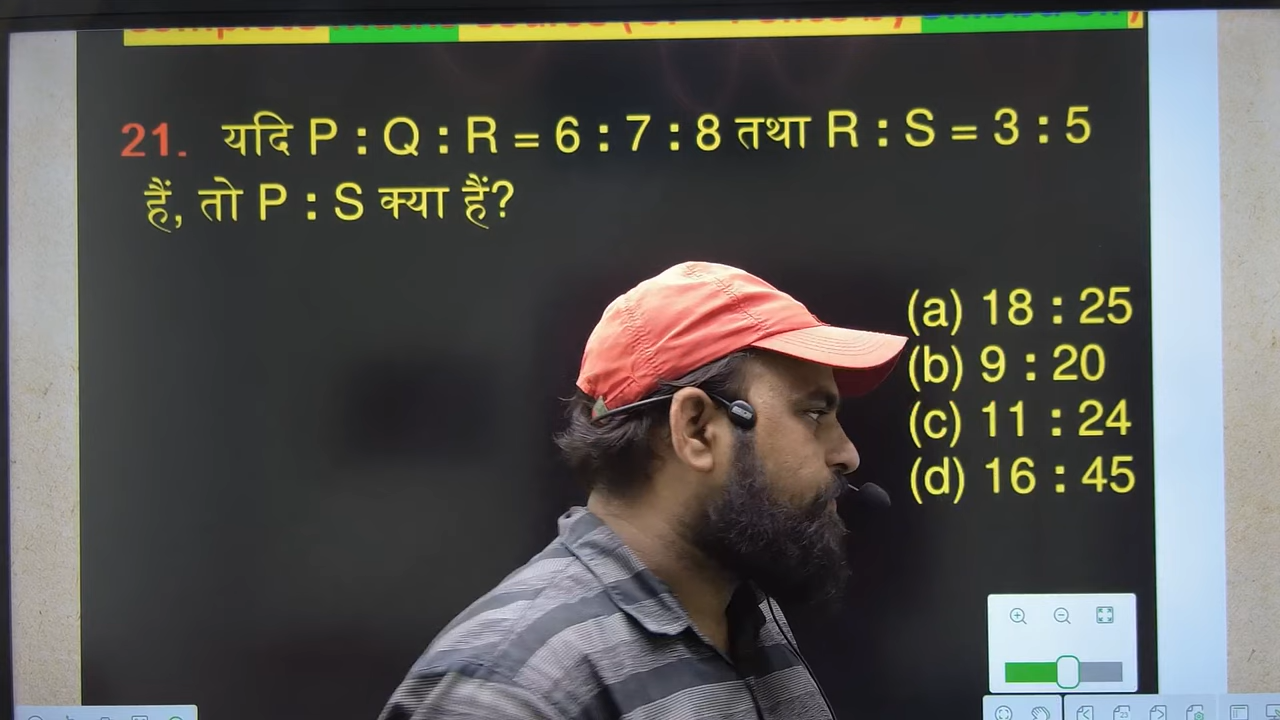 21. यदि P : Q : R = 6 : 7 : 8 तथा R : S = 3 : 5
हैं, तो P : S क्या हैं?
(a) 18 : 25
(b) 9 : 20
(c) 11 : 24
(d) 16 : 45